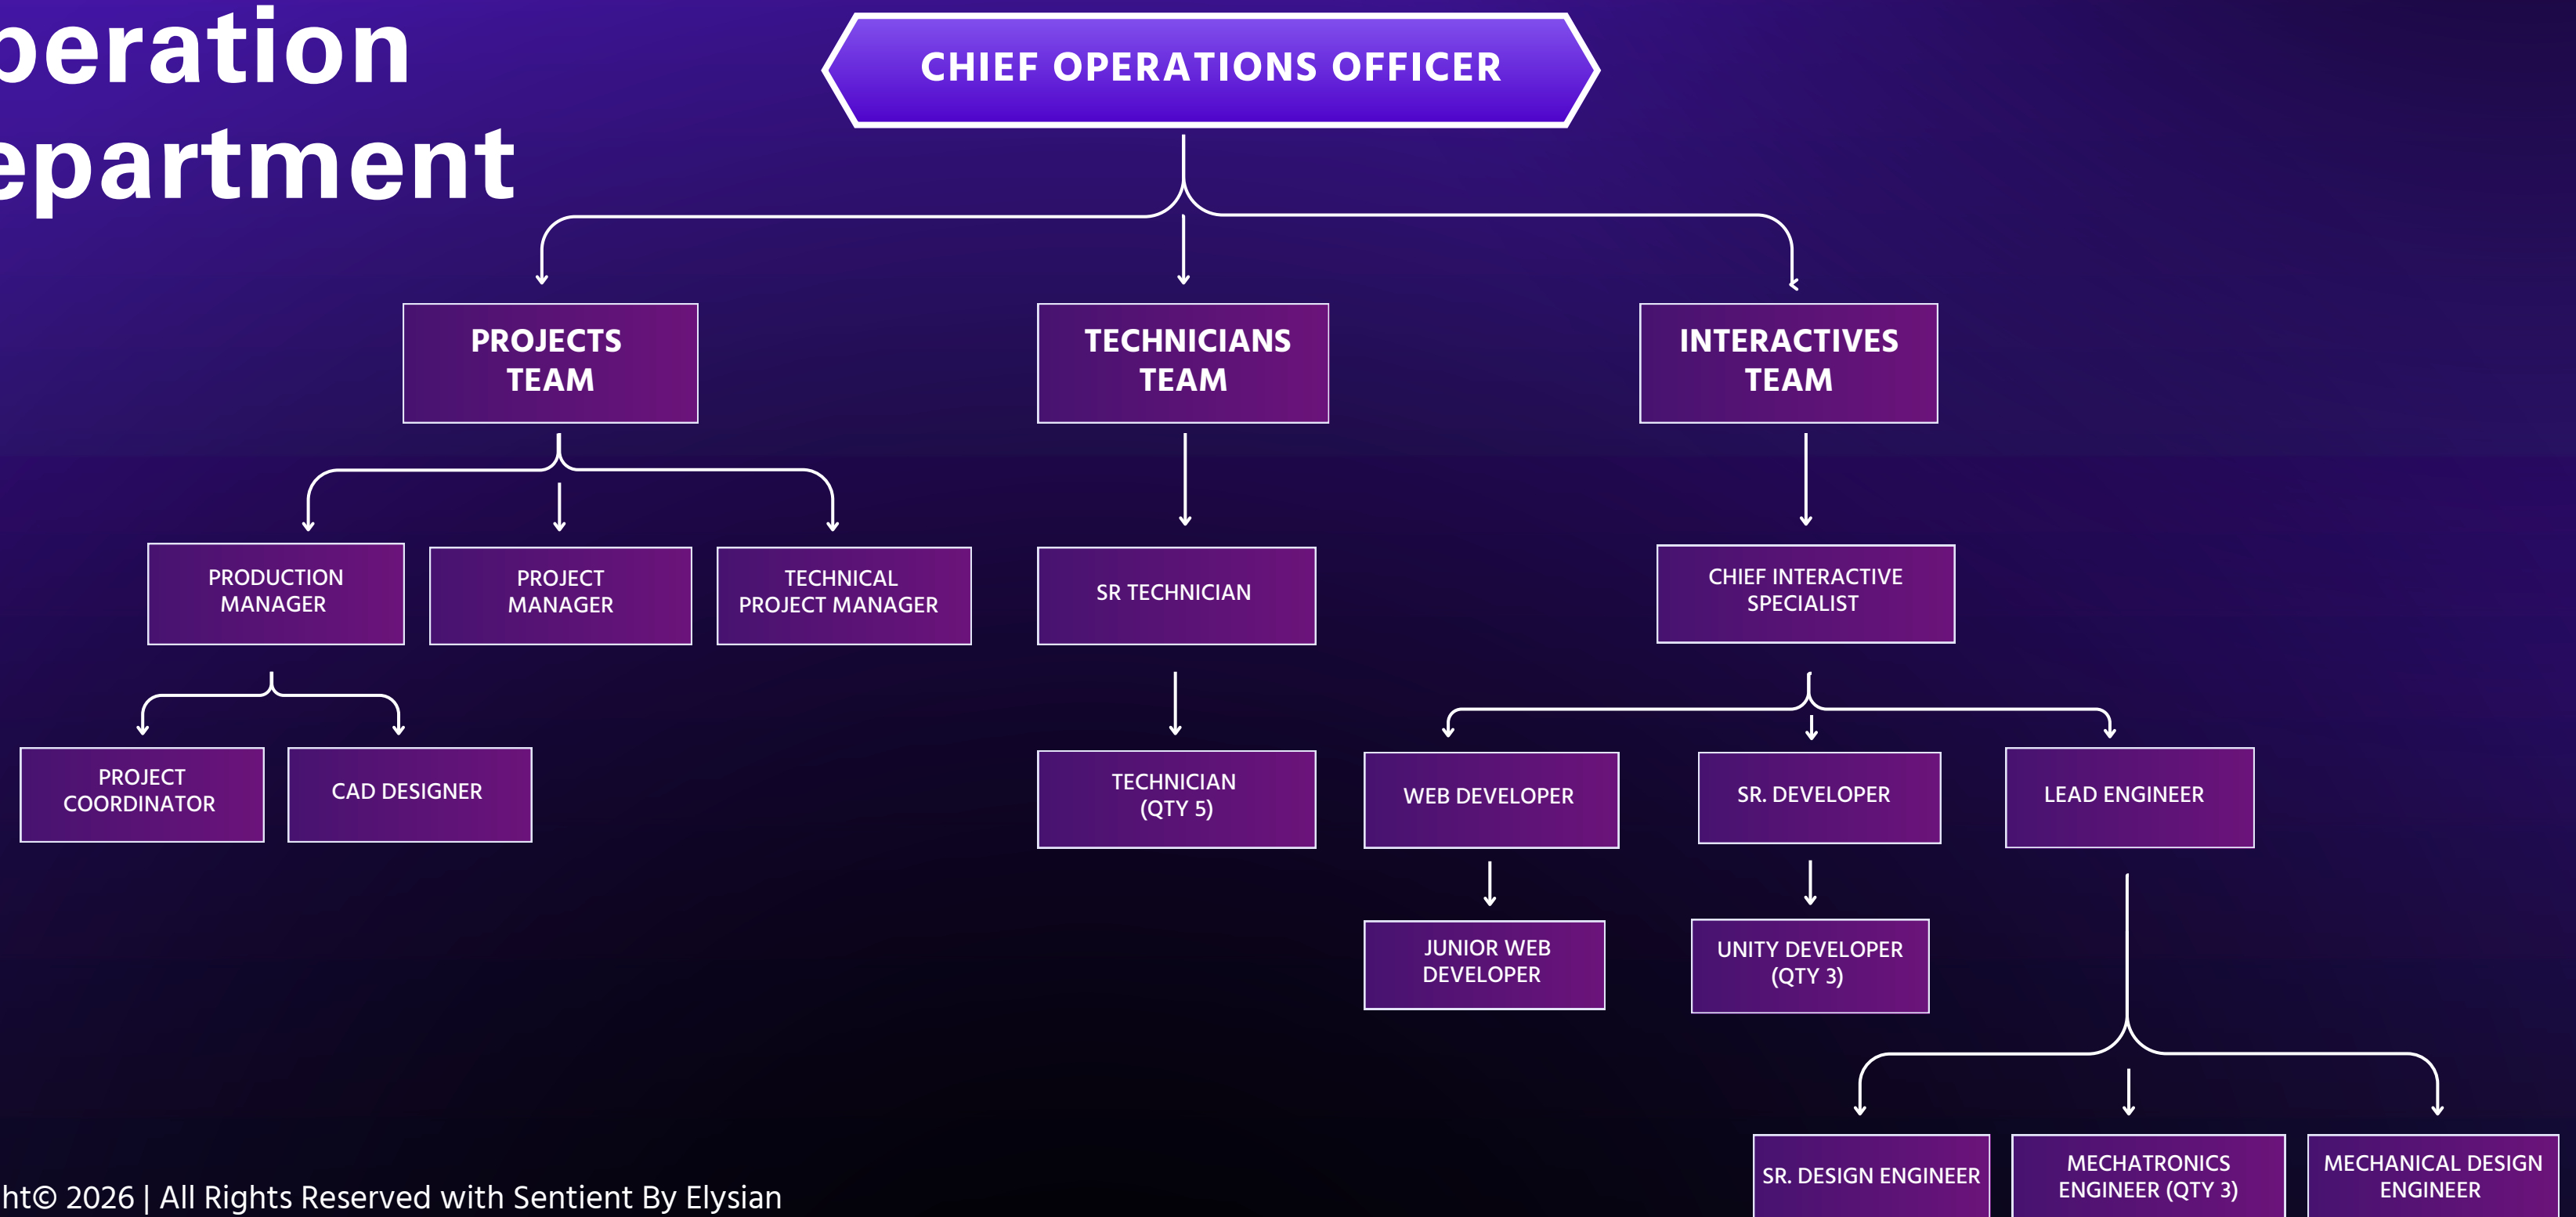 peration
epartment
CHIEF OPERATIONS OFFICER
PROJECTS
TEAM
TECHNICIANS
TEAM
INTERACTIVES
TEAM
PRODUCTION
MANAGER
PROJECT
MANAGER
TECHNICAL
PROJECT MANAGER
SR TECHNICIAN
CHIEF INTERACTIVE
SPECIALIST
PROJECT
COORDINATOR
CAD DESIGNER
TECHNICIAN
(QTY 5)
WEB DEVELOPER
SR. DEVELOPER
LEAD ENGINEER
JUNIOR WEB
DEVELOPER
UNITY DEVELOPER
(QTY 3)
SR. DESIGN ENGINEER
MECHATRONICS
ENGINEER (QTY 3)
MECHANICAL DESIGN
ENGINEER
ht© 2026 | All Rights Reserved with Sentient By Elysian